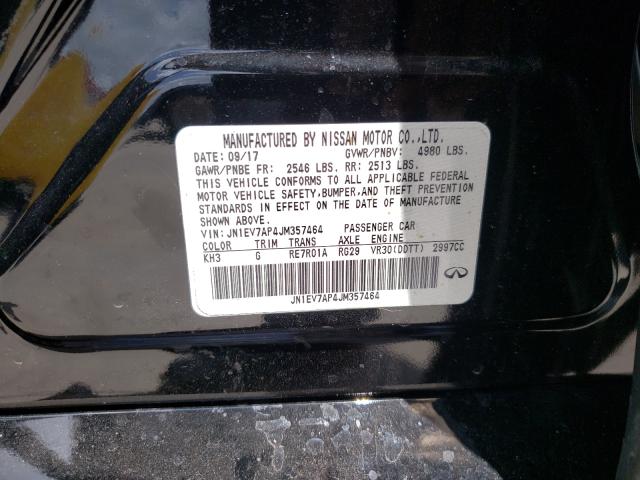 MANUFACTURED BY NISSAN MOTOR CO.,LTD.
DATE: 09/17 GVWR/PNBV: 4980 LBS.
GAWR/PNBE FR: 2546 LBS. RR: 2513 LBS.
THIS VEHICLE CONFORMS TO ALL APPLICABLE FEDERAL
MOTOR VEHICLE SAFETY,BUMPER,AND THEFT PREVENTION
STANDARDS IN EFFECT ON THE DATE OF MANUFACTURE
SHOWN ABOVE.
VIN: JN1EV7AP4JM357464 PASSENGER CAR
COLOR TRIM TRANS AXLE ENGINE
KH3 G RE7R01A RG29 VR30(DDTT) 2997CC
JN1EV7AP4JM357464